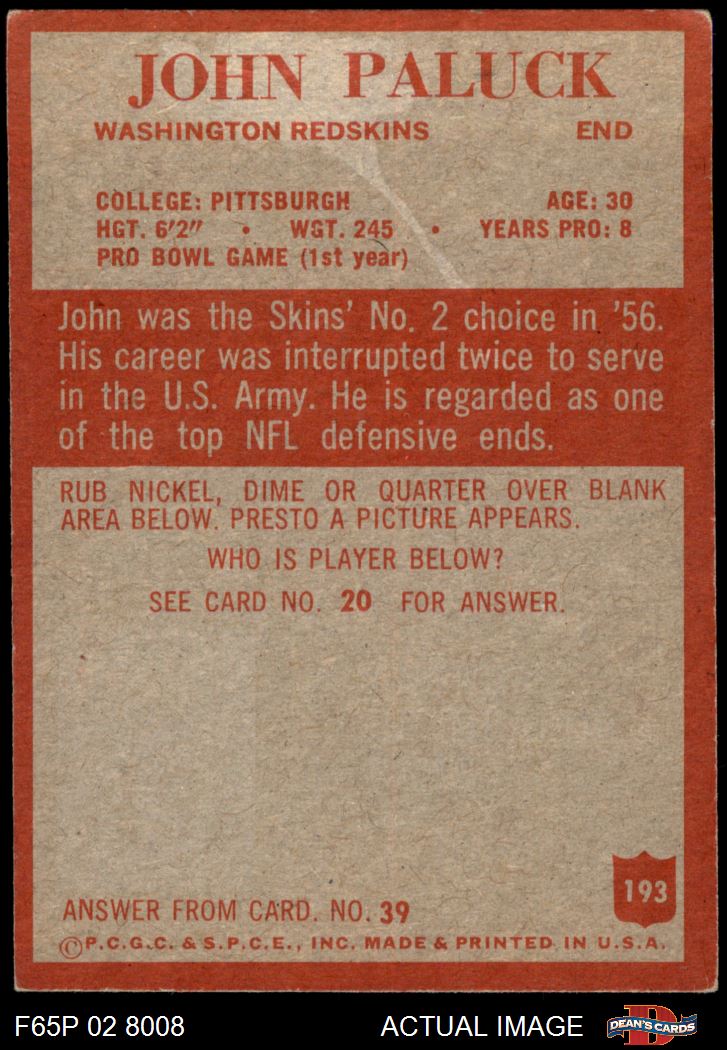 JOHN PALUCK
WASHINGTON REDSKINS END
COLLEGE: PITTSBURGH AGE: 30
HGT. 6'2" • WGT. 245 • YEARS PRO: 8
PRO BOWL GAME (1st year)
John was the Skins' No. 2 choice in '56.
His career was interrupted twice to serve
in the U.S. Army. He is regarded as one
of the top NFL defensive ends.
RUB NICKEL, DIME OR QUARTER OVER BLANK
AREA BELOW. PRESTO A PICTURE APPEARS.
WHO IS PLAYER BELOW?
SEE CARD NO. 20 FOR ANSWER.
193
ANSWER FROM CARD. NO. 39
©P.C.G.C. & S.P.C.E., INC. MADE & PRINTED IN U.S.A.
F65P 02 8008 ACTUAL IMAGE D DEAN'S CARDS